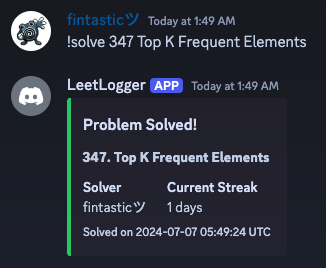 fintasticツ Today at 1:49 AM
!solve 347 Top K Frequent Elements
LeetLogger APP Today at 1:49 AM
Problem Solved!
347. Top K Frequent Elements
Solver Current Streak
fintasticツ 1 days
Solved on 2024-07-07 05:49:24 UTC